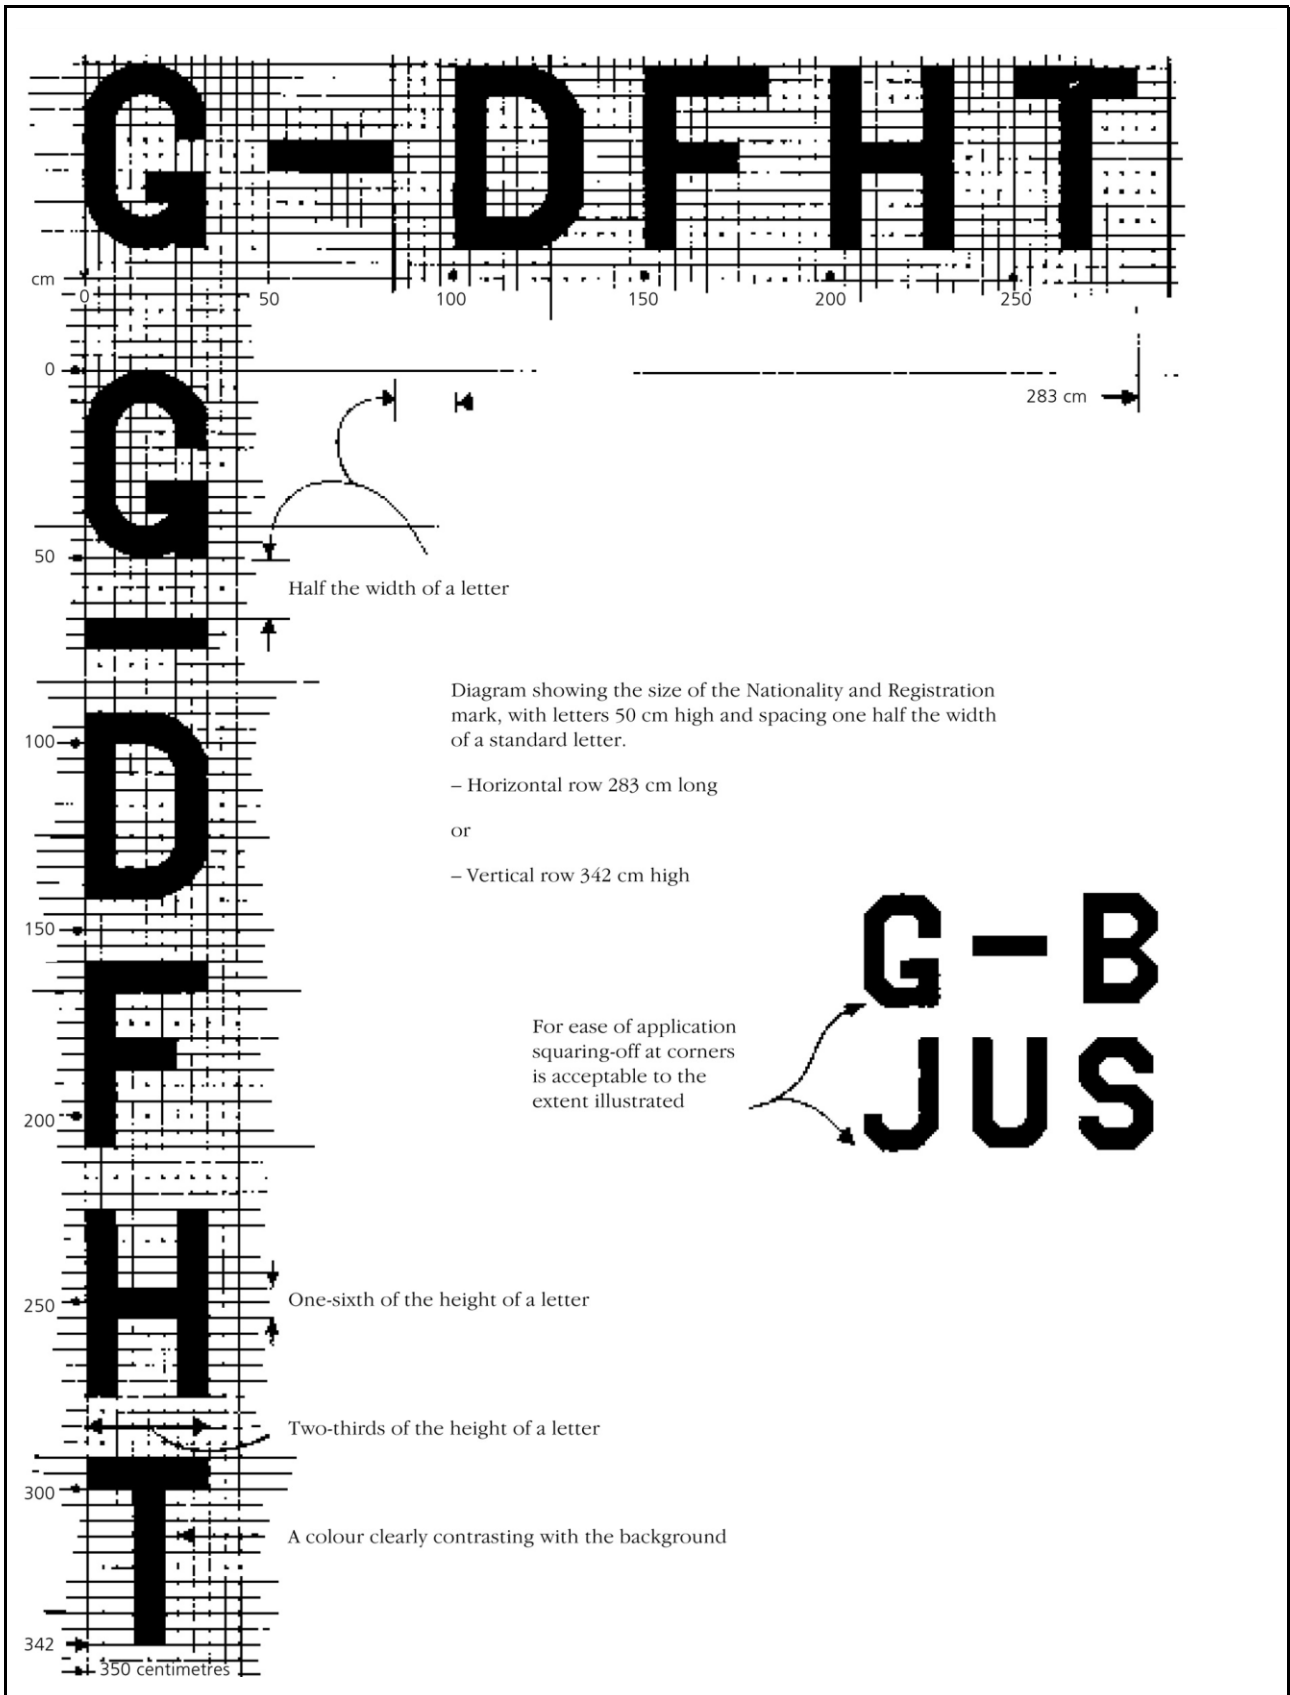 G – D F H T
cm
0 50 100 150 200 250
283 cm
0
50
100
150
200
250
300
342
350 centimetres
G
–
D
F
H
T
Half the width of a letter
Diagram showing the size of the Nationality and Registration
mark, with letters 50 cm high and spacing one half the width
of a standard letter.
– Horizontal row 283 cm long
or
– Vertical row 342 cm high
For ease of application
squaring-off at corners
is acceptable to the
extent illustrated
G – B
JUS
One-sixth of the height of a letter
Two-thirds of the height of a letter
A colour clearly contrasting with the background